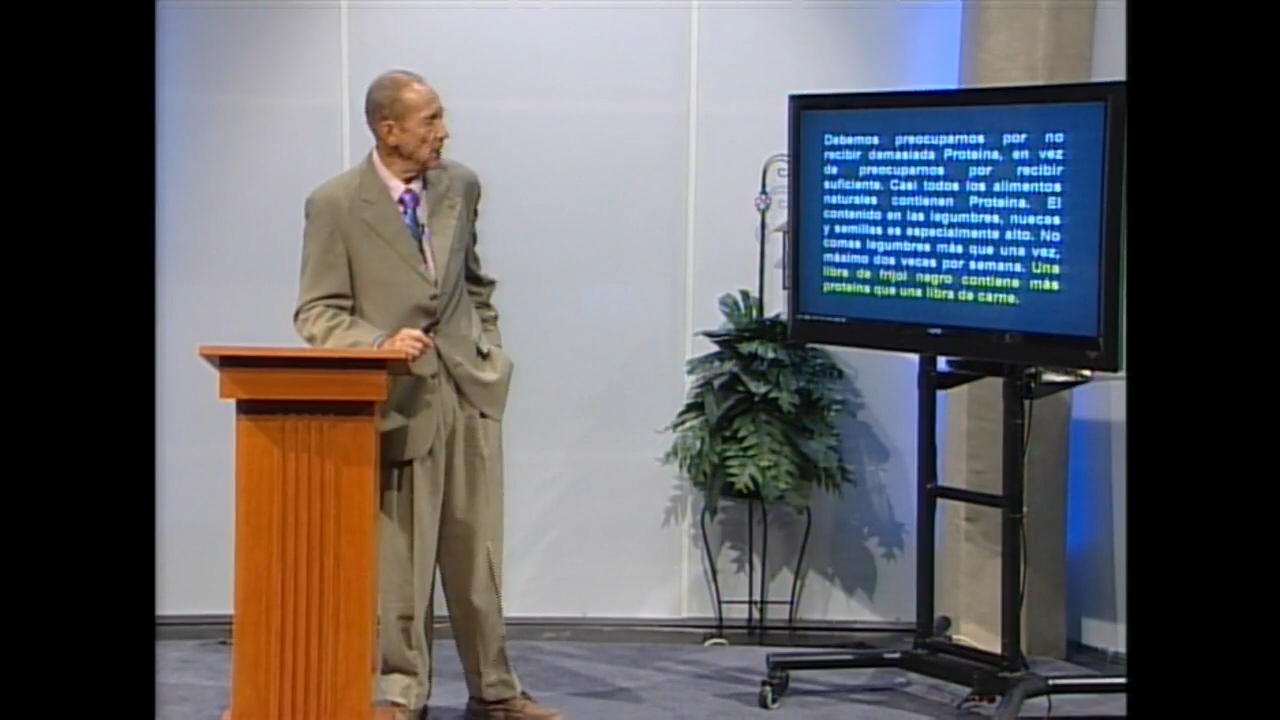 Debemos preocuparnos por no
recibir demasiada Proteína, en vez
de preocuparnos por recibir
suficiente. Casi todos los alimentos
naturales contienen Proteína. El
contenido en las legumbres, nueces
y semillas es especialmente alto. No
comas legumbres más que una vez,
máximo dos veces por semana. Una
libra de frijol negro contiene más
proteína que una libra de carne.